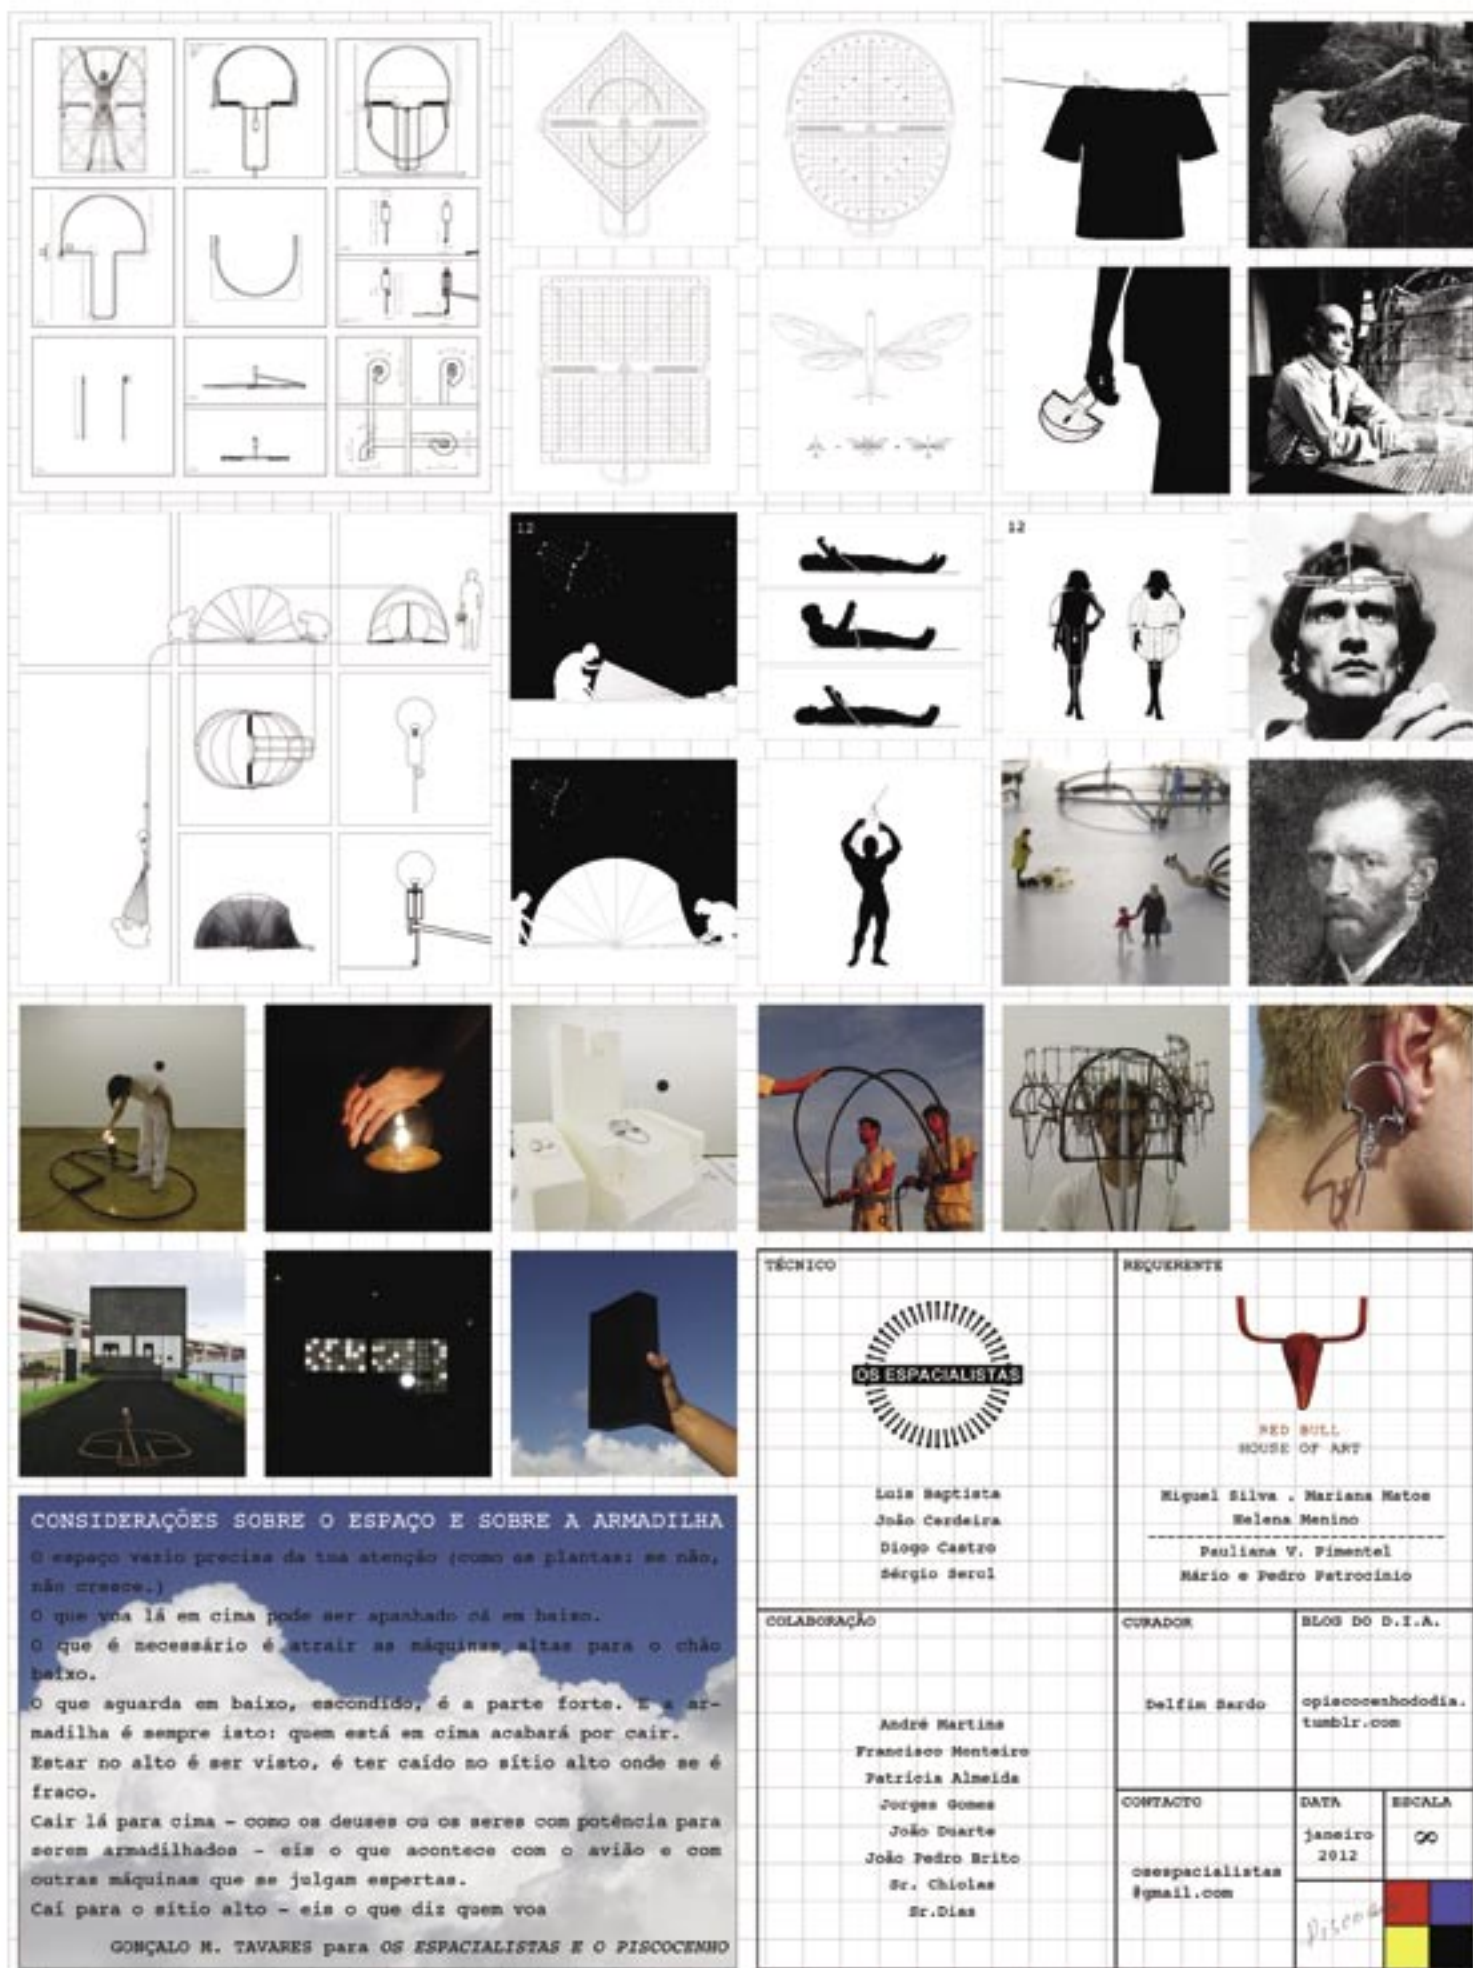 12
12
TÉCNICO
OS ESPACIALISTAS
Luis Baptista
João Cerdeira
Diogo Castro
Sérgio Serol
REQUERENTE
RED BULL
HOUSE OF ART
Miguel Silva . Mariana Matos
Helena Menino
Pauliana V. Pimentel
Mário e Pedro Patrocínio
CONSIDERAÇÕES SOBRE O ESPAÇO E SOBRE A ARMADILHA
O espaço vazio precisa da tua atenção (como as plantas: se não,
não cresce.)
O que voa lá em cima pode ser apanhado cá em baixo.
O que é necessário é atrair as máquinas altas para o chão
baixo.
O que aguarda em baixo, escondido, é a parte forte. E a ar-
madilha é sempre isto: quem está em cima acabará por cair.
Estar no alto é ser visto, é ter caído no sítio alto onde se é
fraco.
Cair lá para cima - como os deuses ou os seres com potência para
serem armadilhados - eis o que acontece com o avião e com
outras máquinas que se julgam espertas.
Caí para o sítio alto - eis o que diz quem voa
GONÇALO M. TAVARES para OS ESPACIALISTAS E O PISCOCENHO
COLABORAÇÃO
André Martins
Francisco Monteiro
Patrícia Almeida
Jorges Gomes
João Duarte
João Pedro Brito
Sr. Chiolas
Sr.Dias
CURADOR
Delfim Sardo
BLOG DO D.I.A.
opiscocenhododia.
tumblr.com
CONTACTO
osespacialistas
@gmail.com
DATA
janeiro
2012
ESCALA
∞